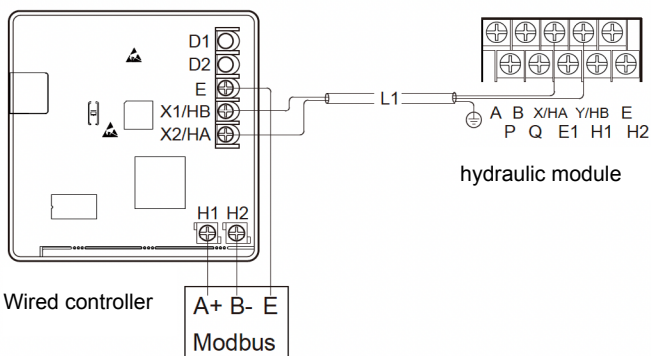 D1
D2
E
X1/HB
X2/HA
L1
A B X/HA Y/HB E
P Q E1 H1 H2
hydraulic module
H1 H2
Wired controller
A+ B- E
Modbus